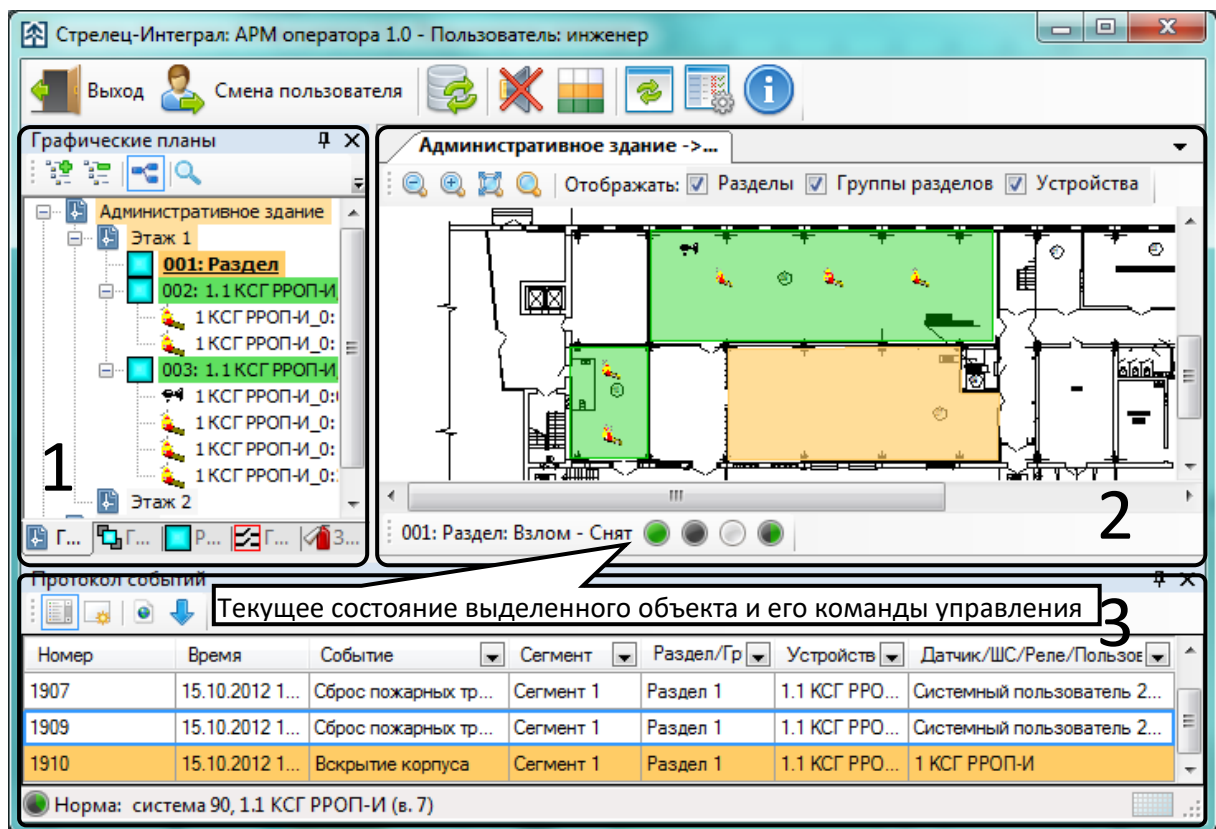 Стрелец-Интеграл: АРМ оператора 1.0 - Пользователь: инженер
Выход Смена пользователя
Графические планы
Административное здание
Этаж 1
001: Раздел
002: 1.1 КСГ РРОП-И
1 КСГ РРОП-И_0:
1 КСГ РРОП-И_0:
003: 1.1 КСГ РРОП-И
1 КСГ РРОП-И_0:
1 КСГ РРОП-И_0:
1 КСГ РРОП-И_0:
1 КСГ РРОП-И_0:
Этаж 2
1
Г... Г... Р... Г... З...
Административное здание ->...
Отображать: Разделы Группы разделов Устройства
001: Раздел: Взлом - Снят
2
Протокол событий
Текущее состояние выделенного объекта и его команды управления
3
Номер Время Событие Сегмент Раздел/Гр Устройств Датчик/ШС/Реле/Пользов
1907 15.10.2012 1... Сброс пожарных тр... Сегмент 1 Раздел 1 1.1 КСГ РРО... Системный пользователь 2...
1909 15.10.2012 1... Сброс пожарных тр... Сегмент 1 Раздел 1 1.1 КСГ РРО... Системный пользователь 2...
1910 15.10.2012 1... Вскрытие корпуса Сегмент 1 Раздел 1 1.1 КСГ РРО... 1 КСГ РРОП-И
Норма: система 90, 1.1 КСГ РРОП-И (в. 7)